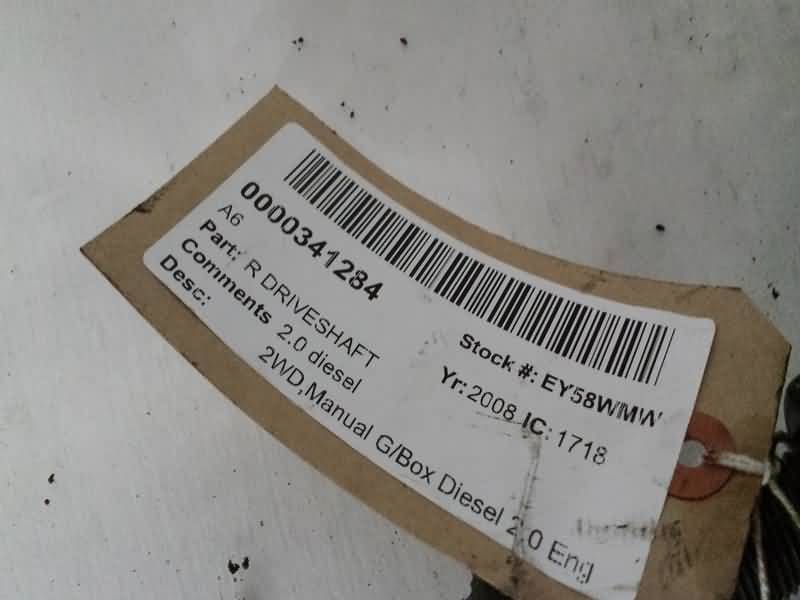 0000341284
A6
Stock #: EY58WMW
Part: R DRIVESHAFT
Yr: 2008 IC: 1718
Comments 2.0 diesel
Desc: 2WD,Manual G/Box Diesel 2.0 Eng